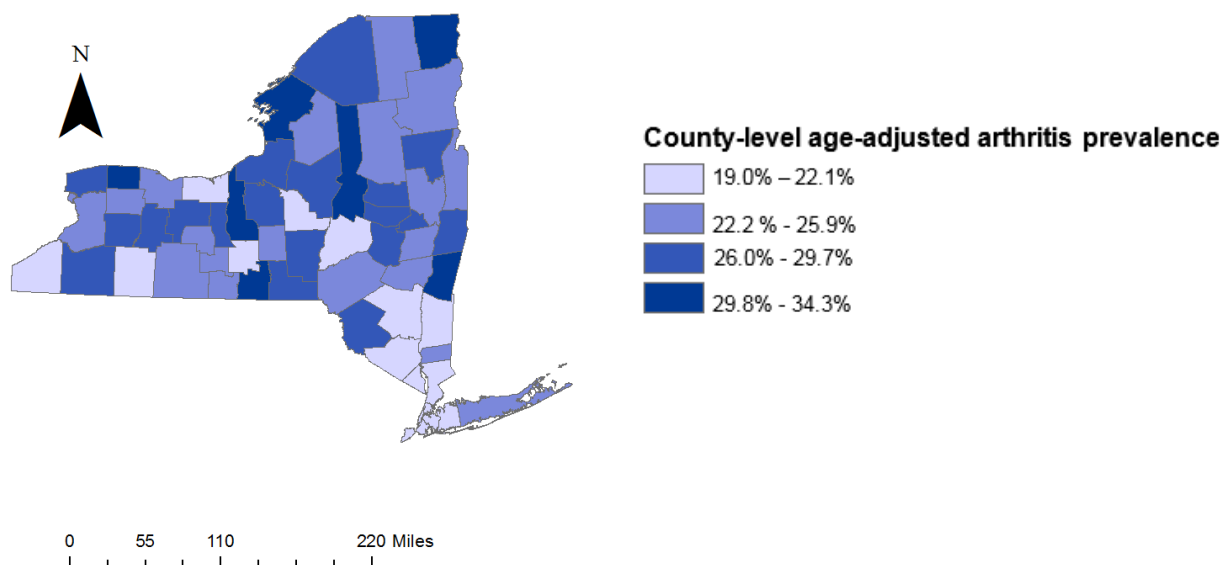 N
County-level age-adjusted arthritis prevalence
19.0% – 22.1%
22.2 % - 25.9%
26.0% - 29.7%
29.8% - 34.3%
0 55 110 220 Miles